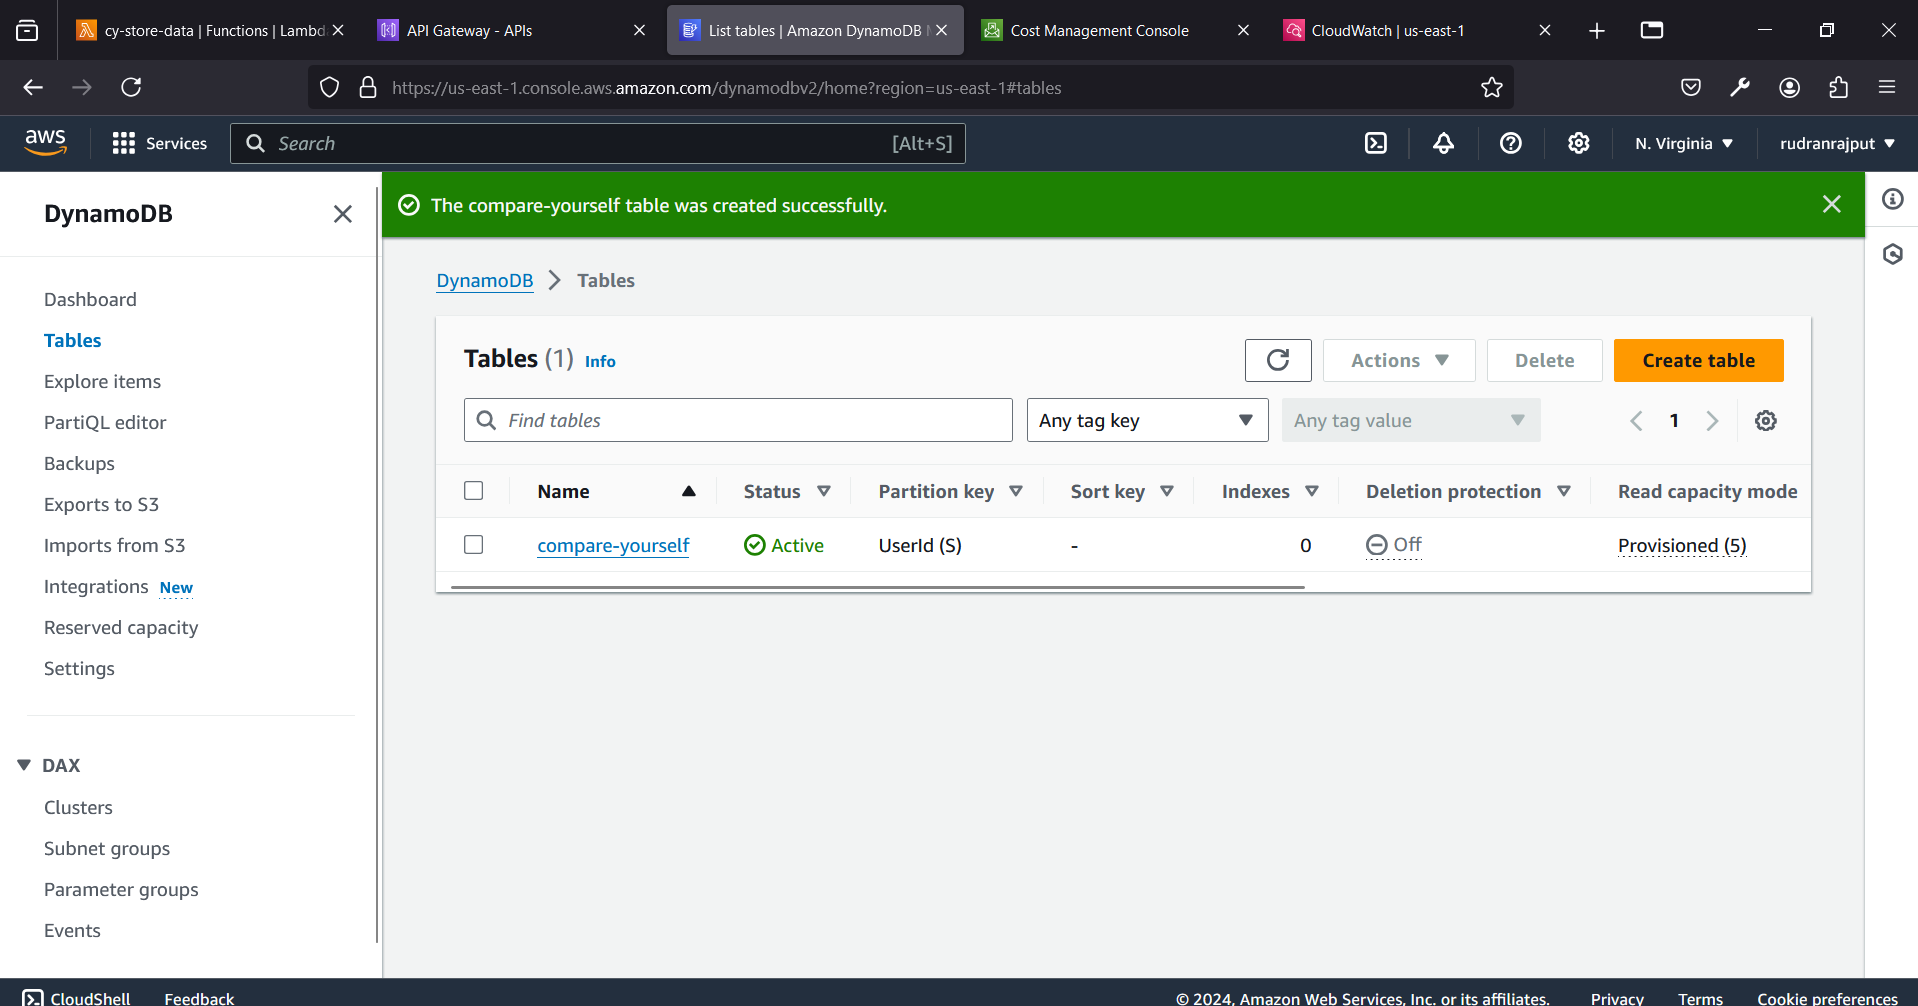 cy-store-data | Functions | Lambda
API Gateway - APIs
List tables | Amazon DynamoDB
Cost Management Console
CloudWatch | us-east-1
https://us-east-1.console.aws.amazon.com/dynamodbv2/home?region=us-east-1#tables
aws
Services
Search
[Alt+S]
N. Virginia
rudranrajput
DynamoDB
Dashboard
Tables
Explore items
PartiQL editor
Backups
Exports to S3
Imports from S3
Integrations New
Reserved capacity
Settings
DAX
Clusters
Subnet groups
Parameter groups
Events
The compare-yourself table was created successfully.
DynamoDB > Tables
Tables (1) Info
Actions
Delete
Create table
Find tables
Any tag key
Any tag value
1
Name Status Partition key Sort key Indexes Deletion protection Read capacity mode
compare-yourself Active UserId (S) - 0 Off Provisioned (5)
CloudShell Feedback © 2024, Amazon Web Services, Inc. or its affiliates. Privacy Terms Cookie preferences